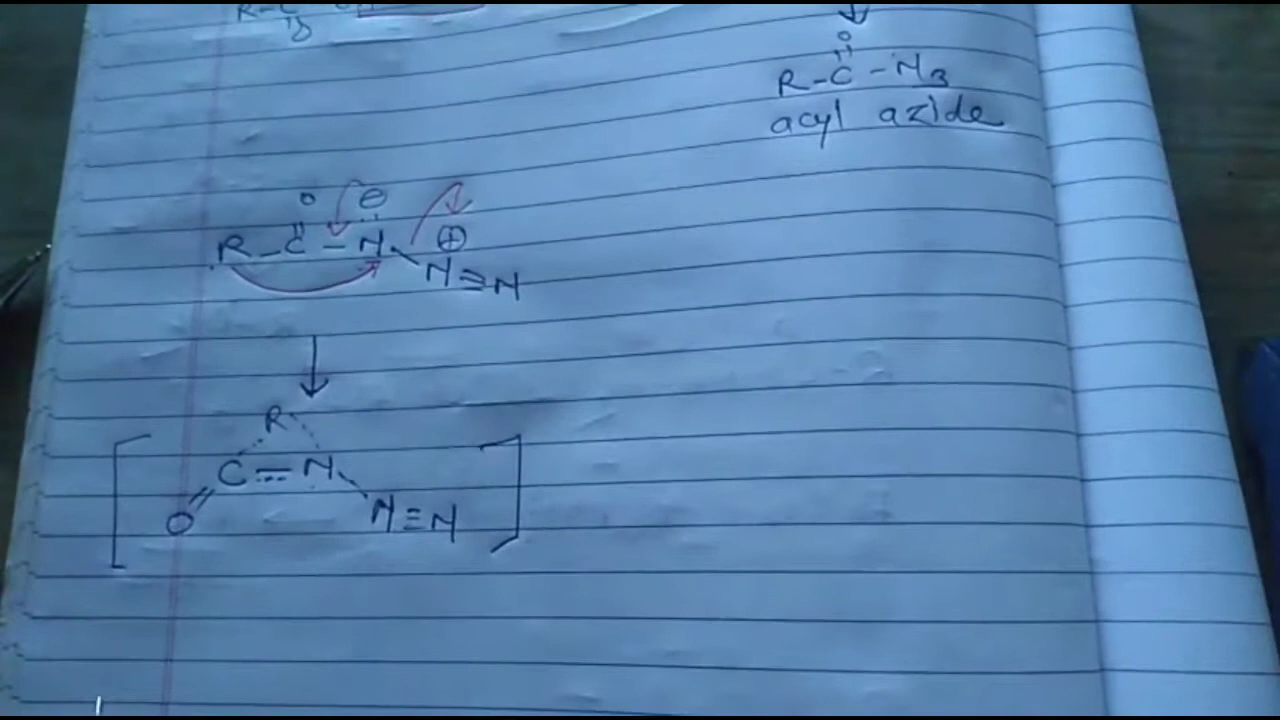 O
R-C-N3
acyl azide
O ⊖
R-C-N
⊕
N≡N
R
C=N
O N≡N